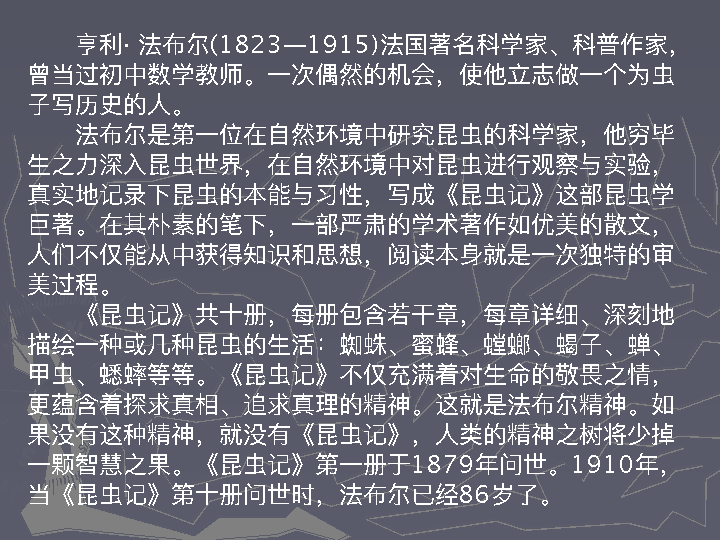 亨利· 法布尔(1823—1915)法国著名科学家、科普作家，
曾当过初中数学教师。一次偶然的机会，使他立志做一个为虫
子写历史的人。
法布尔是第一位在自然环境中研究昆虫的科学家，他穷毕
生之力深入昆虫世界，在自然环境中对昆虫进行观察与实验，
真实地记录下昆虫的本能与习性，写成《昆虫记》这部昆虫学
巨著。在其朴素的笔下，一部严肃的学术著作如优美的散文，
人们不仅能从中获得知识和思想，阅读本身就是一次独特的审
美过程。
《昆虫记》共十册，每册包含若干章，每章详细、深刻地
描绘一种或几种昆虫的生活：蜘蛛、蜜蜂、螳螂、蝎子、蝉、
甲虫、蟋蟀等等。《昆虫记》不仅充满着对生命的敬畏之情，
更蕴含着探求真相、追求真理的精神。这就是法布尔精神。如
果没有这种精神，就没有《昆虫记》，人类的精神之树将少掉
一颗智慧之果。《昆虫记》第一册于1879年问世。1910年，
当《昆虫记》第十册问世时，法布尔已经86岁了。